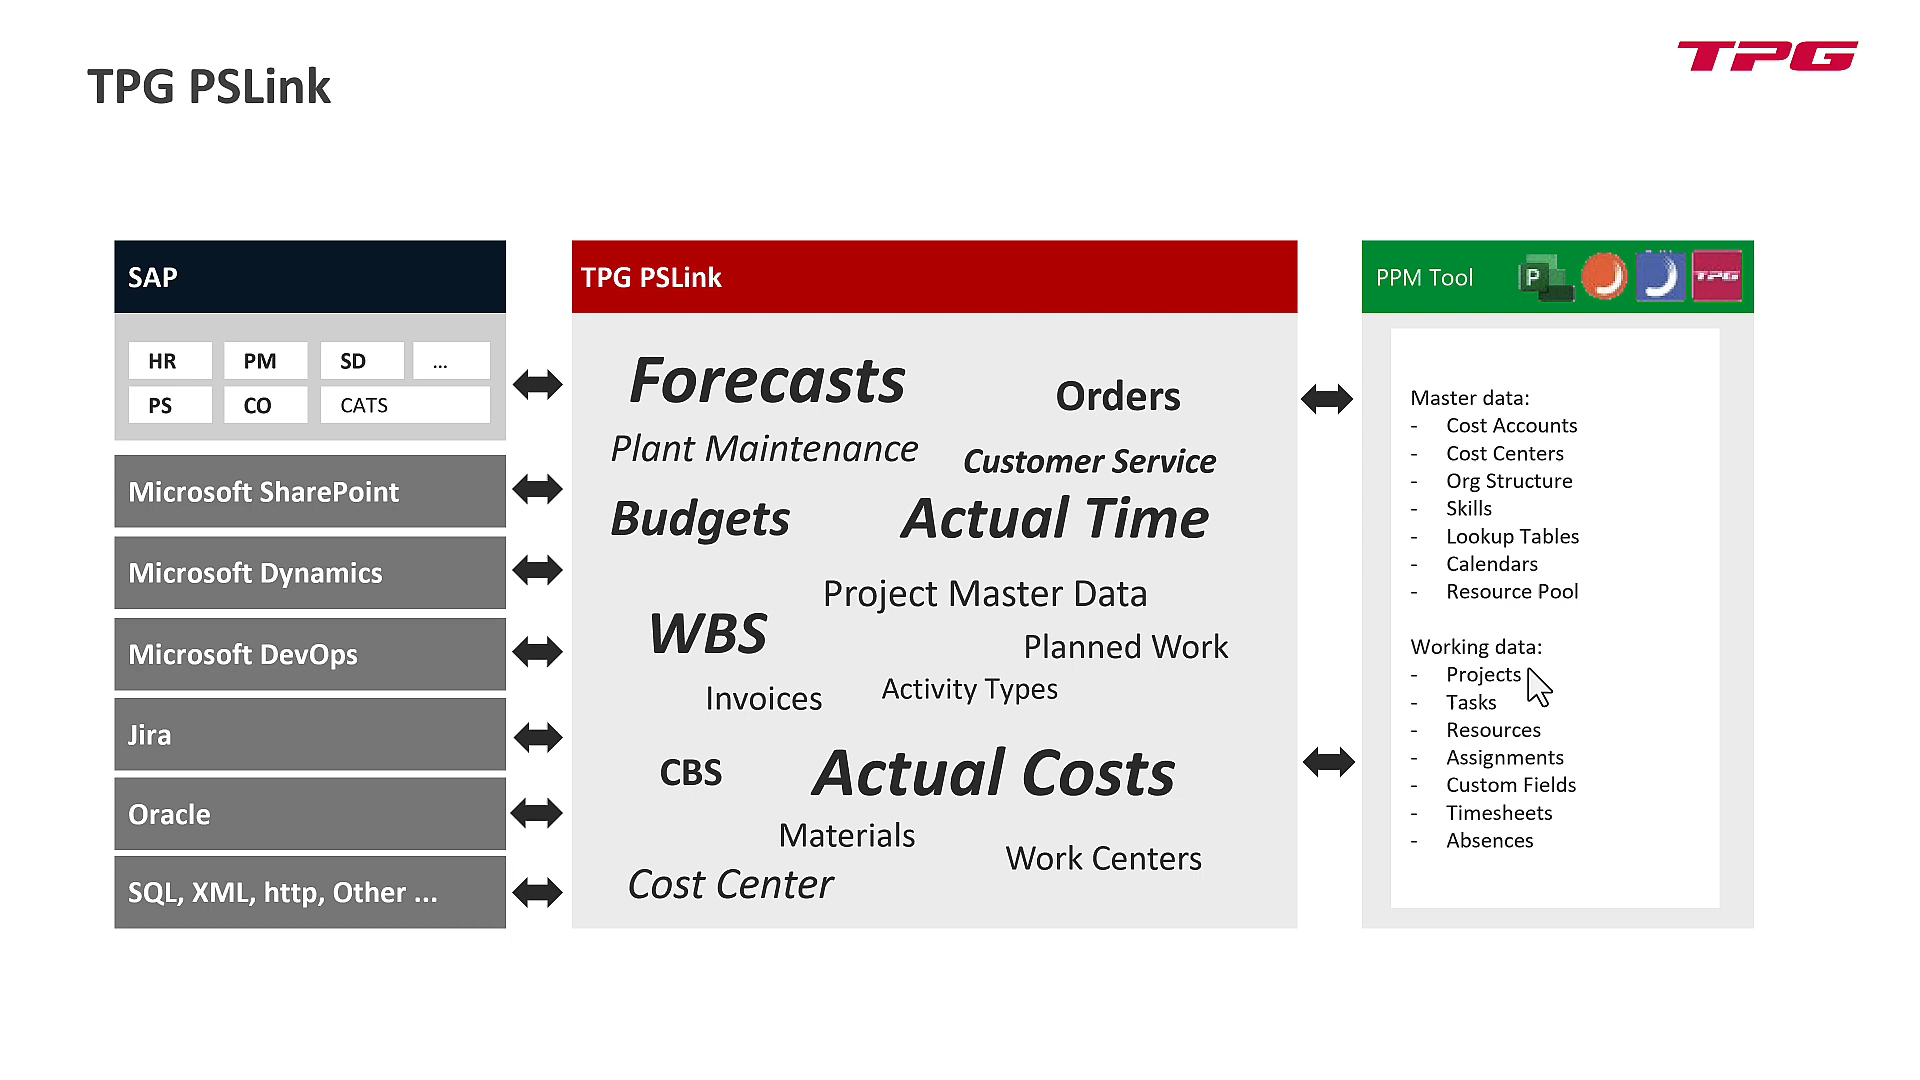 TPG PSLink
TPG
SAP
HR PM SD ...
PS CO CATS
Microsoft SharePoint
Microsoft Dynamics
Microsoft DevOps
Jira
Oracle
SQL, XML, http, Other ...
TPG PSLink
Forecasts
Orders
Plant Maintenance
Customer Service
Budgets
Actual Time
Project Master Data
WBS
Planned Work
Invoices
Activity Types
CBS
Actual Costs
Materials
Work Centers
Cost Center
PPM Tool
P
TPG
Master data:
- Cost Accounts
- Cost Centers
- Org Structure
- Skills
- Lookup Tables
- Calendars
- Resource Pool
Working data:
- Projects
- Tasks
- Resources
- Assignments
- Custom Fields
- Timesheets
- Absences